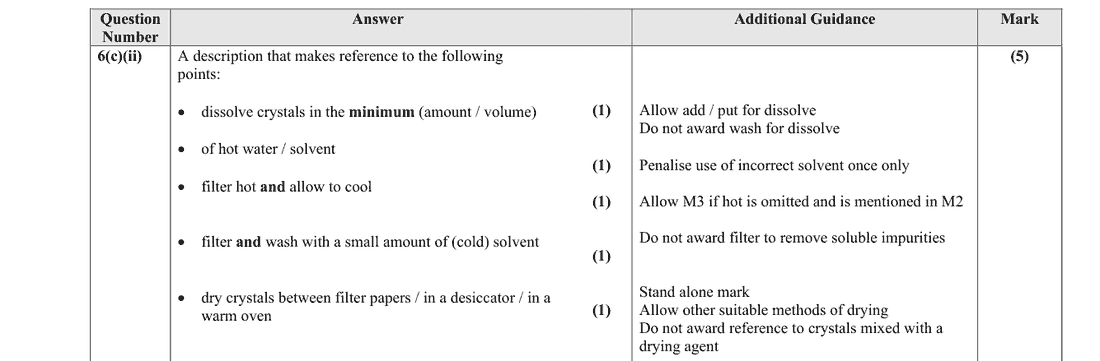 Question Number
Answer
Additional Guidance
Mark
6(c)(ii)
A description that makes reference to the following
points:
(5)
• dissolve crystals in the minimum (amount / volume)
(1)
Allow add / put for dissolve
Do not award wash for dissolve
• of hot water / solvent
(1)
Penalise use of incorrect solvent once only
• filter hot and allow to cool
(1)
Allow M3 if hot is omitted and is mentioned in M2
• filter and wash with a small amount of (cold) solvent
(1)
Do not award filter to remove soluble impurities
• dry crystals between filter papers / in a desiccator / in a
warm oven
(1)
Stand alone mark
Allow other suitable methods of drying
Do not award reference to crystals mixed with a
drying agent